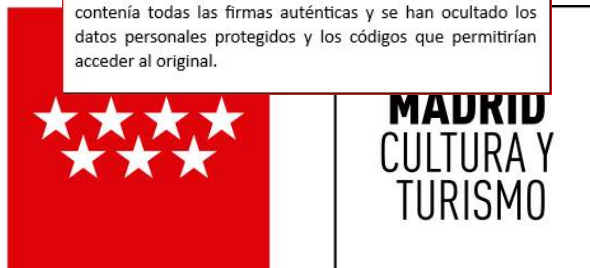 contenía todas las firmas auténticas y se han ocultado los
datos personales protegidos y los códigos que permitirían
acceder al original.
MADRID
CULTURA Y
TURISMO